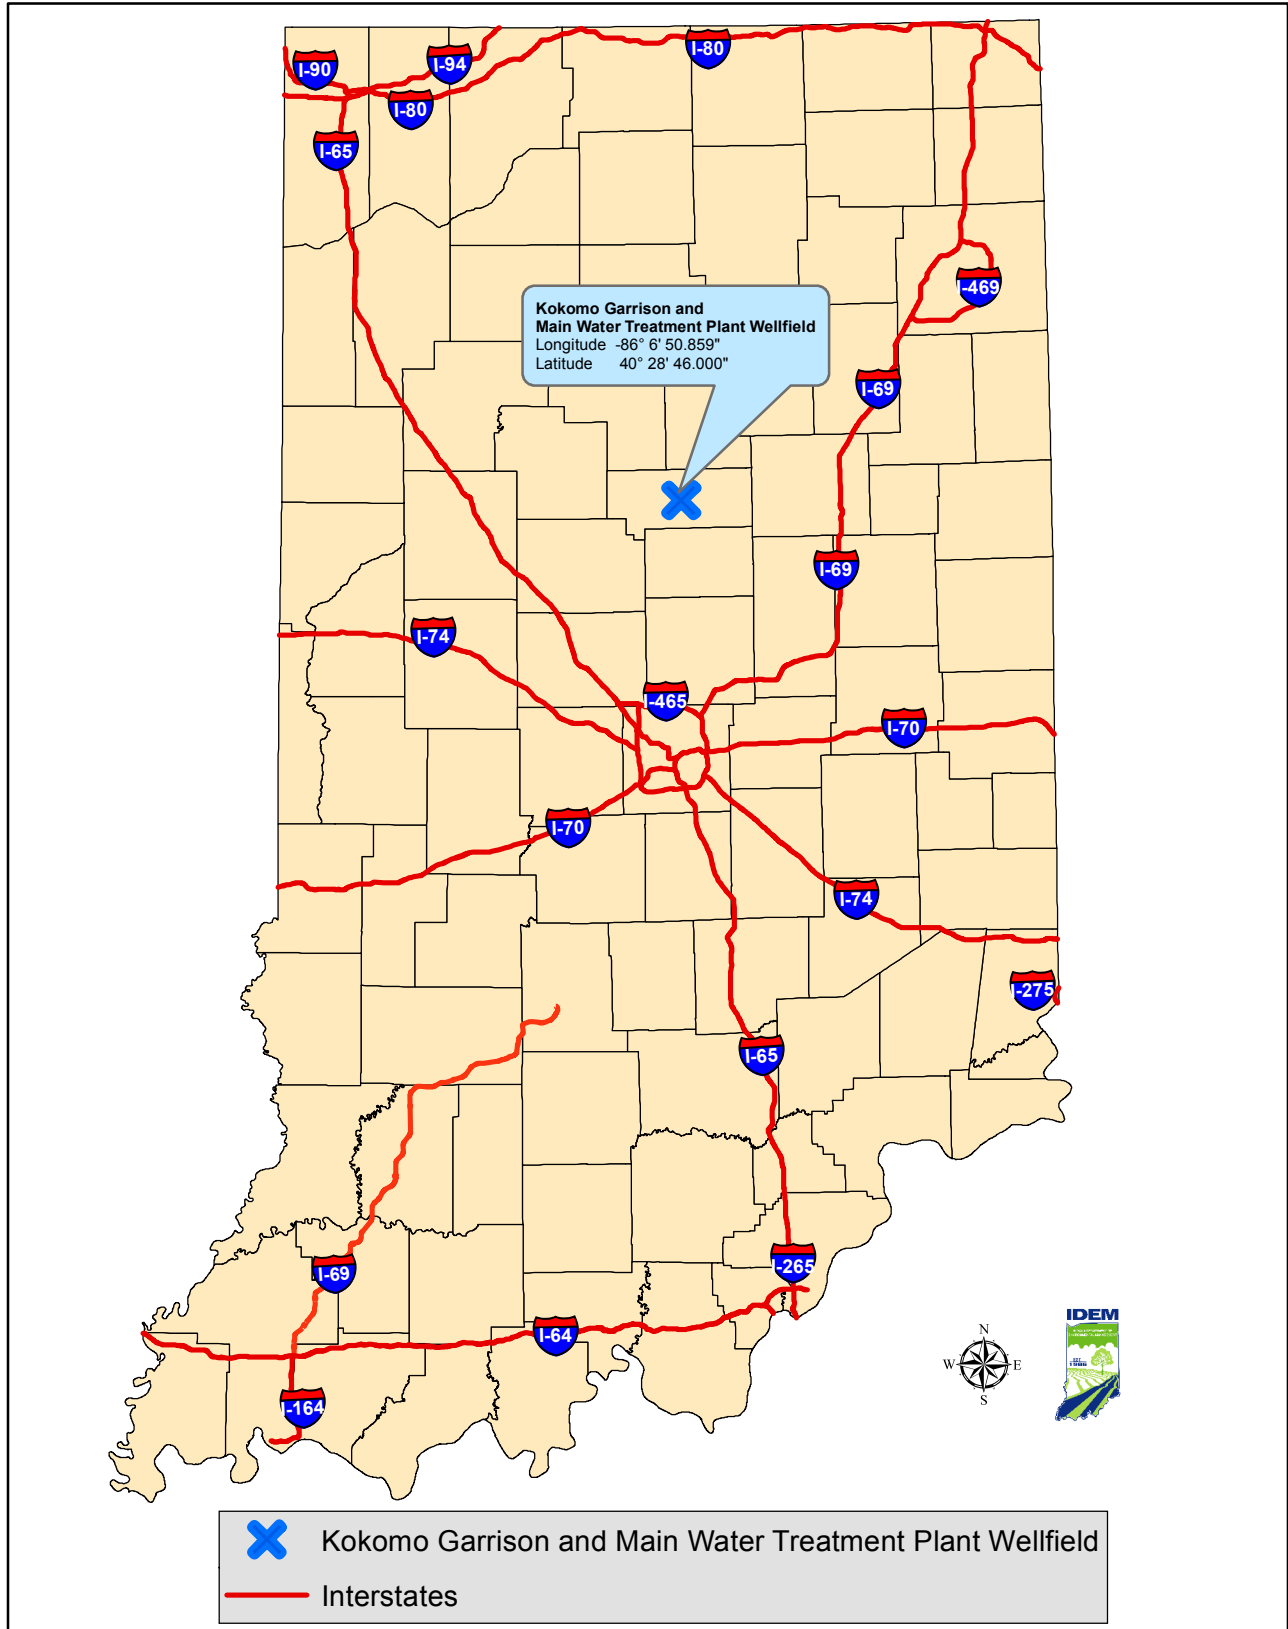 I-80
I-94
I-90
I-80
I-65
I-469
Kokomo Garrison and
Main Water Treatment Plant Wellfield
Longitude -86° 6' 50.859"
Latitude 40° 28' 46.000"
I-69
I-69
I-74
I-465
I-70
I-70
I-74
I-275
I-65
I-265
I-69
I-64
I-164
N
W E
S
IDEM
EST.
1986
Kokomo Garrison and Main Water Treatment Plant Wellfield
Interstates